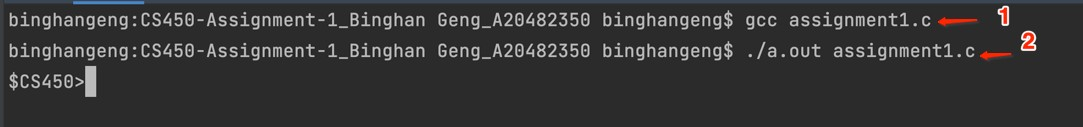 binghangeng:CS450-Assignment-1_Binghan Geng_A20482350 binghangeng$ gcc assignment1.c 1
binghangeng:CS450-Assignment-1_Binghan Geng_A20482350 binghangeng$ ./a.out assignment1.c 2
$CS450>